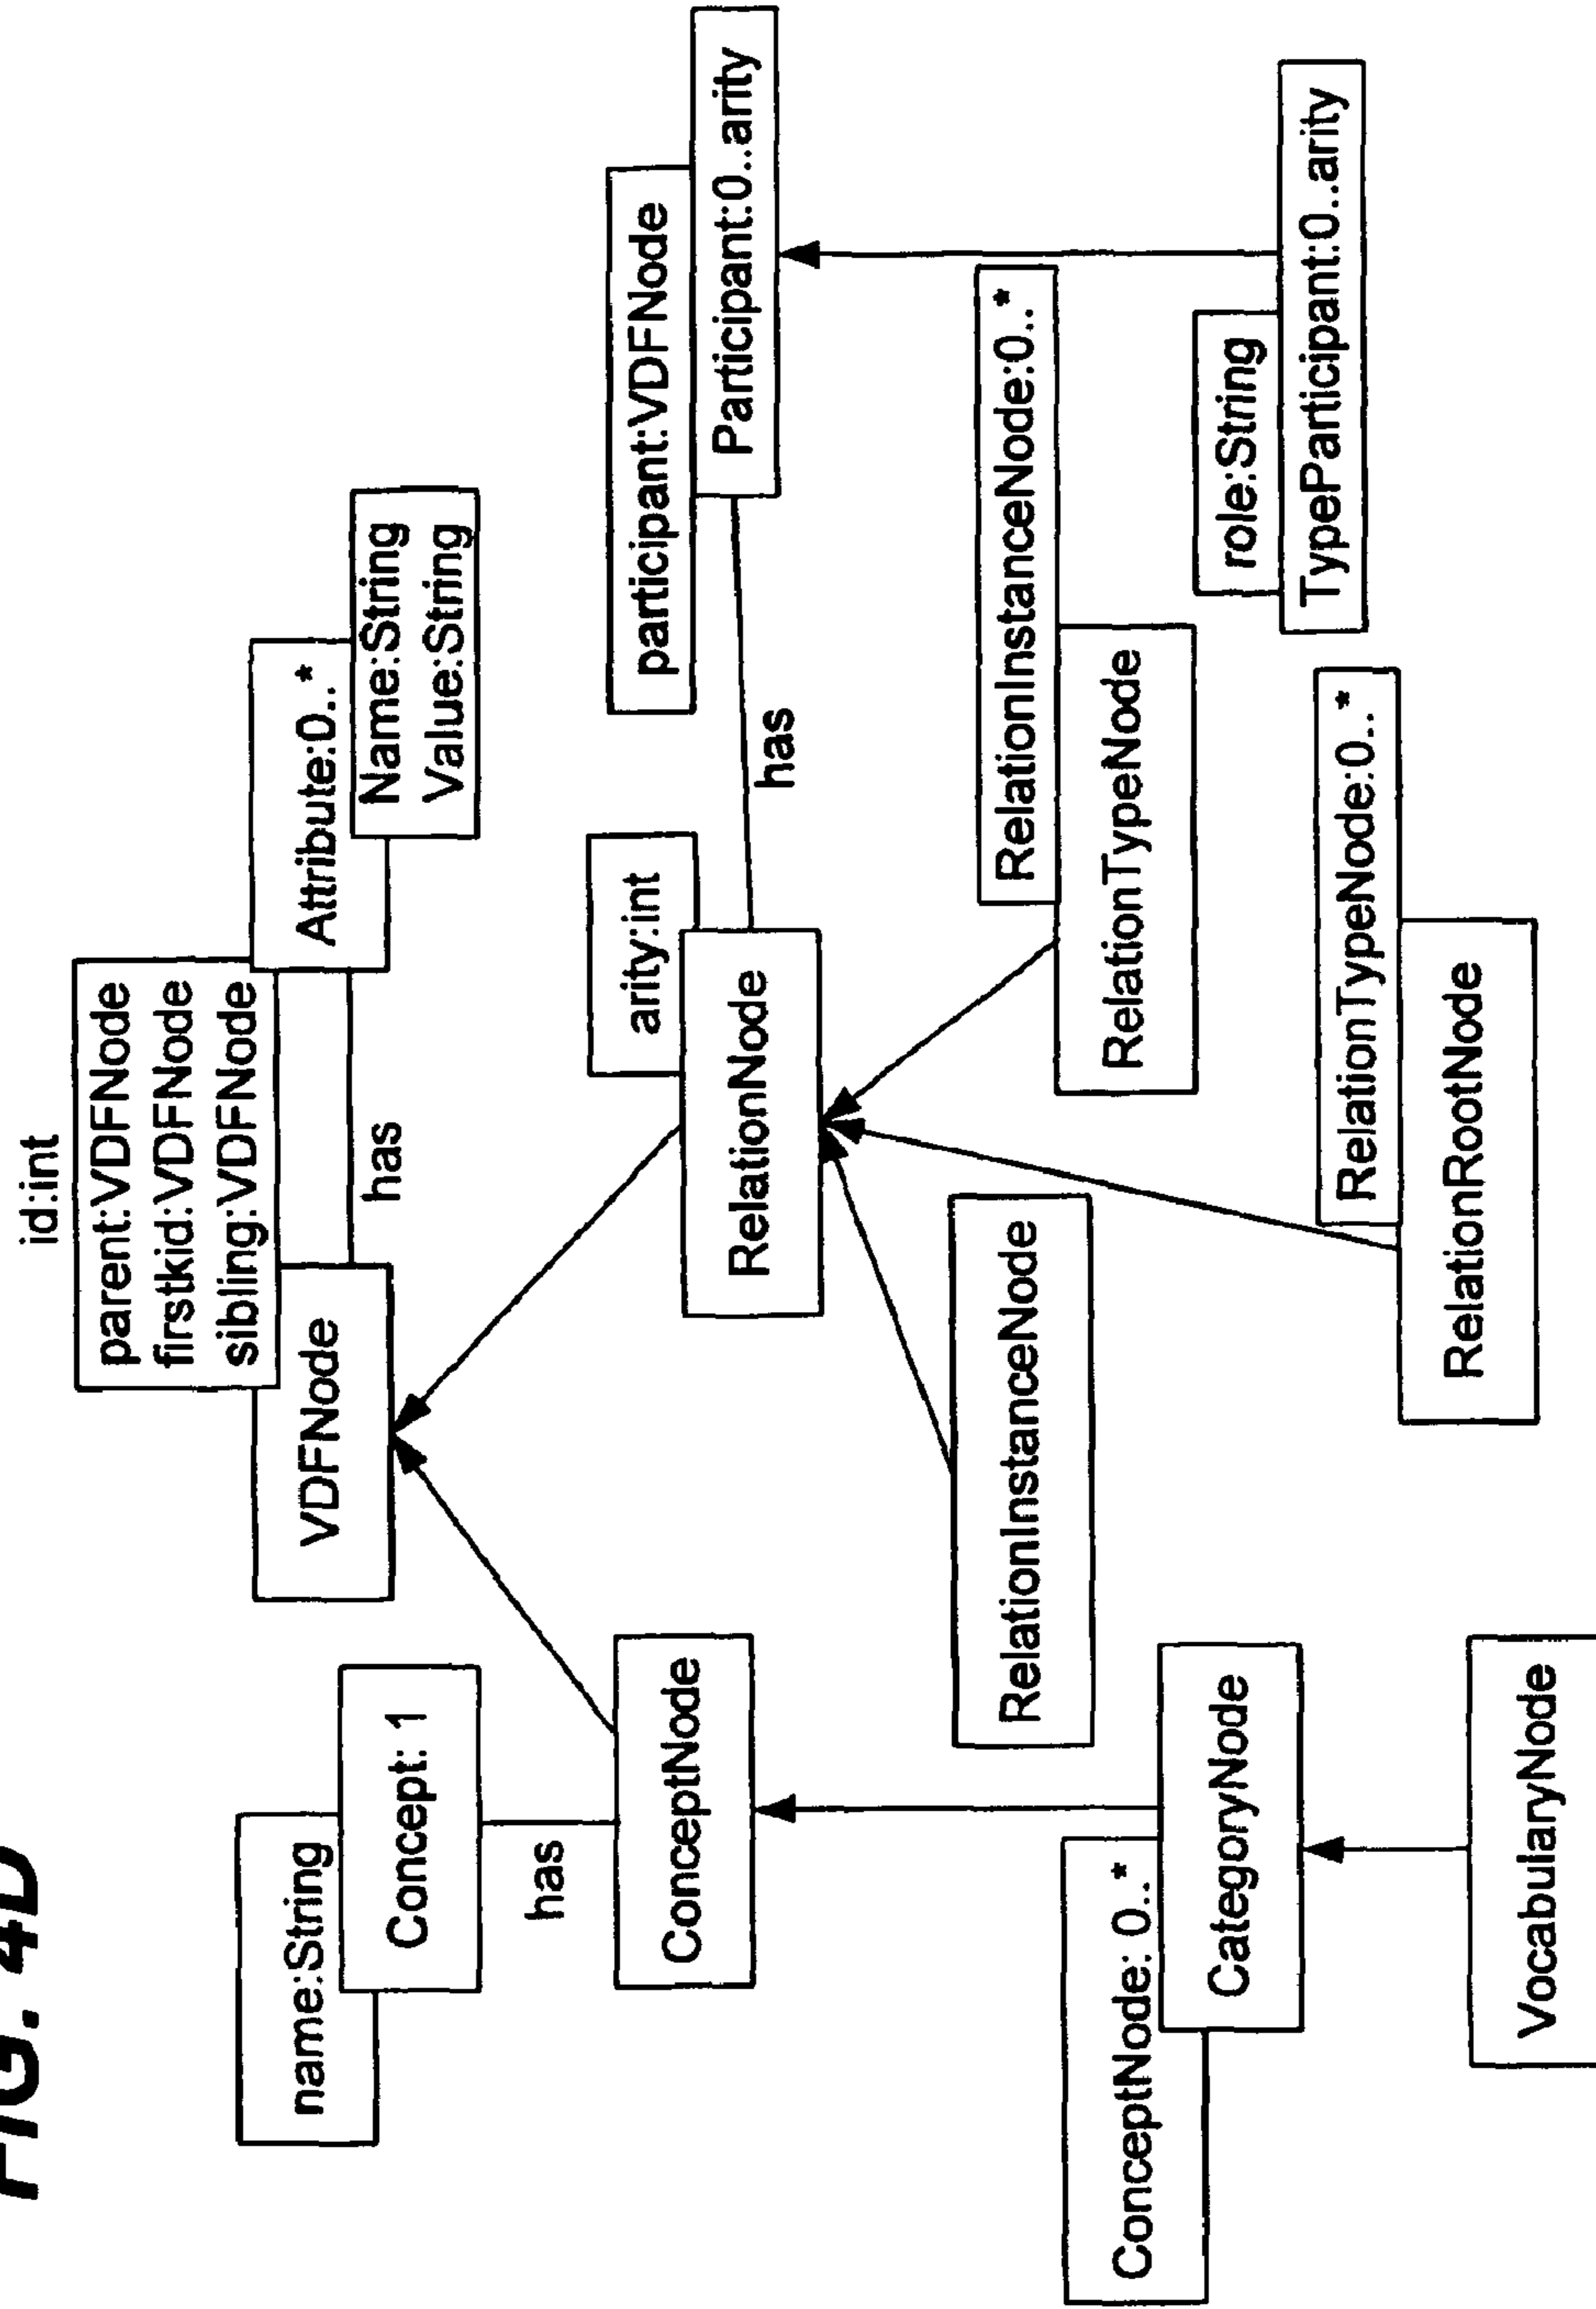 FIG. 4D
id:int
parent:VDFNode
firstkid:VDFNode
sibling:VDFNode
VDFNode
has
Attribute:0..*
Name:String
Value:String
name:String
Concept: 1
has
ConceptNode
arity:int
RelationNode
has
participant:VDFNode
Participant:0..arity
RelationInstanceNode
RelationInstanceNode:0..*
RelationTypeNode
ConceptNode: 0..*
CategoryNode
role:String
TypeParticipant:0..arity
RelationTypeNode:0..*
RelationRootNode
VocabularyNode